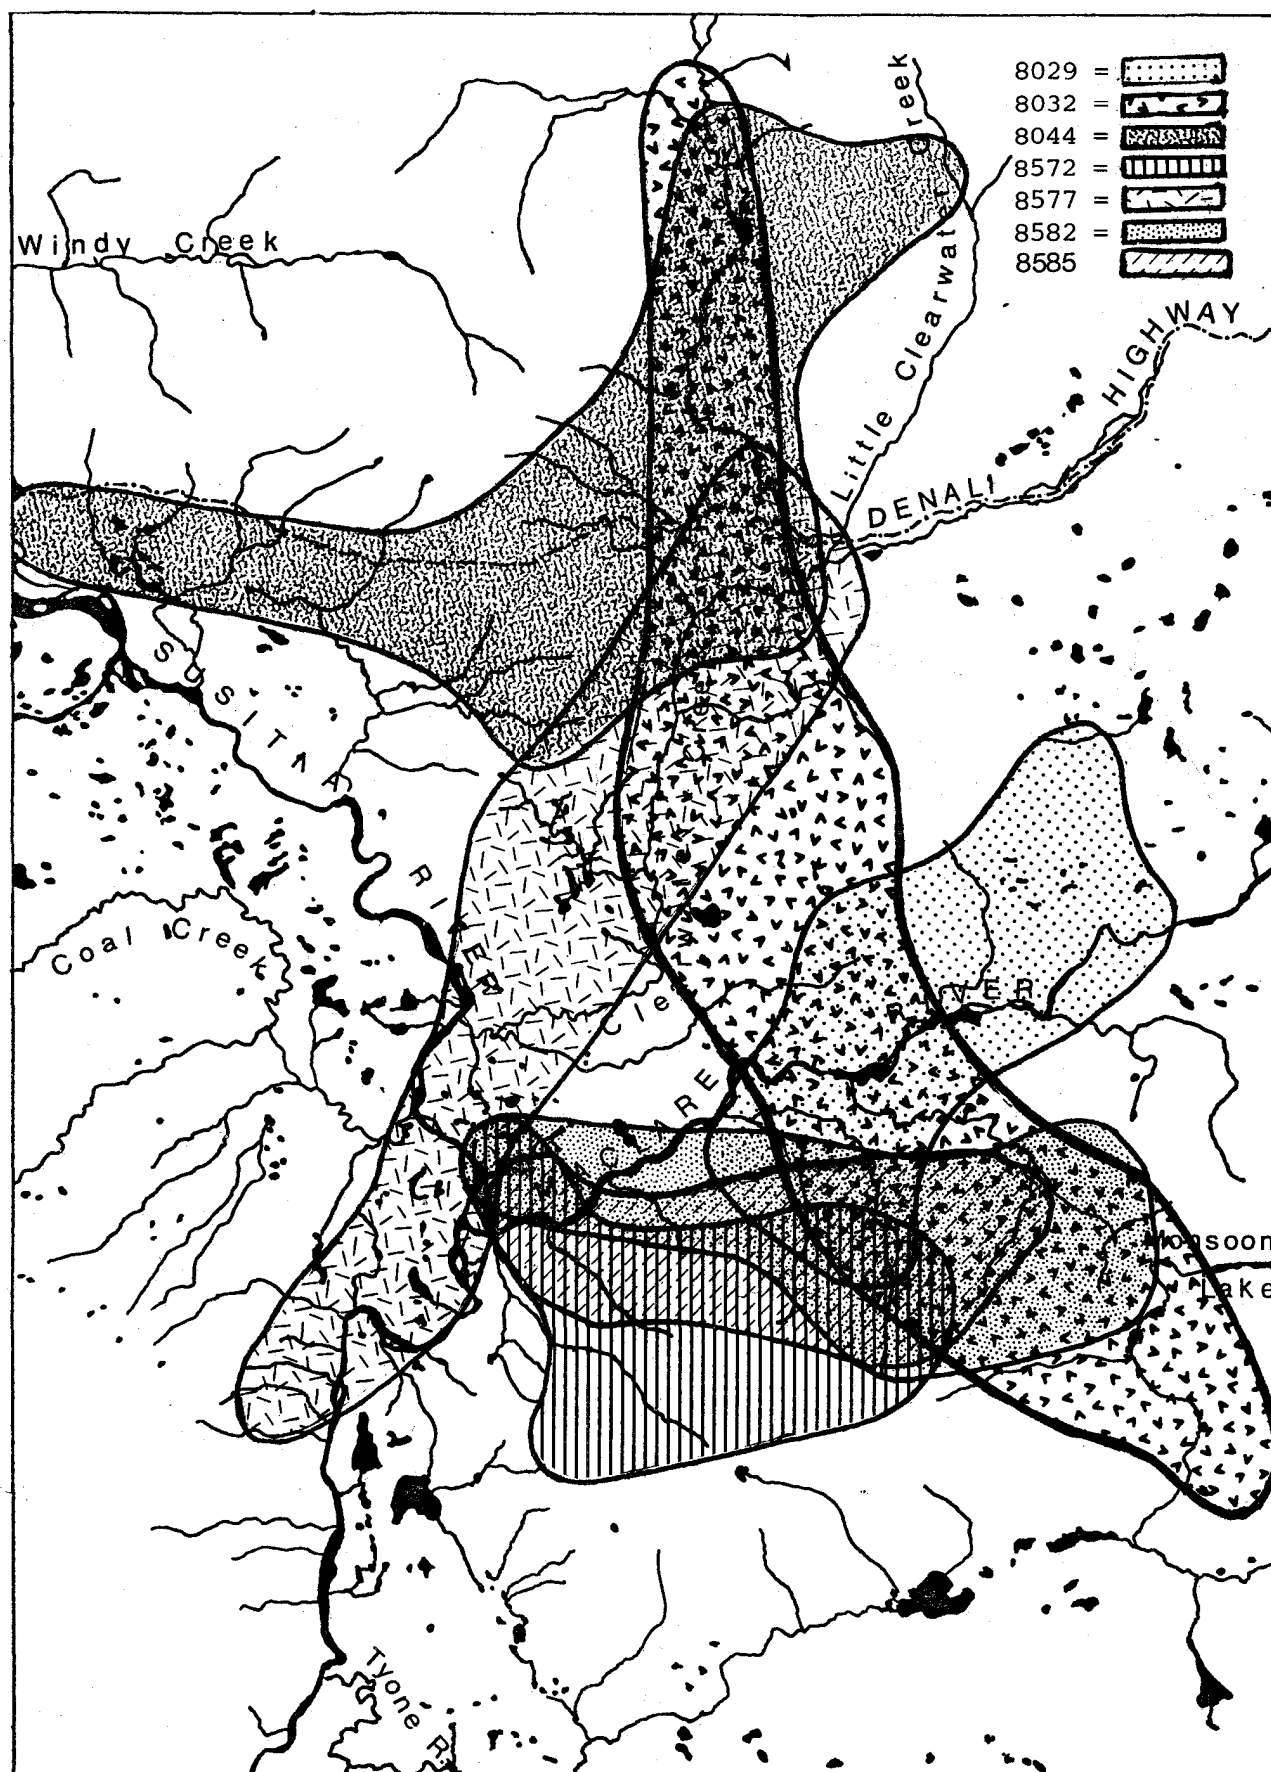 8029 =
8032 =
8044 =
8572 =
8577 =
8582 =
8585
Windy Creek
Little Clearwater Creek
DENALI HIGHWAY
SUSITNA RIVER
Coal Creek
RIVER
Monsoon
Lake
Tyone R.